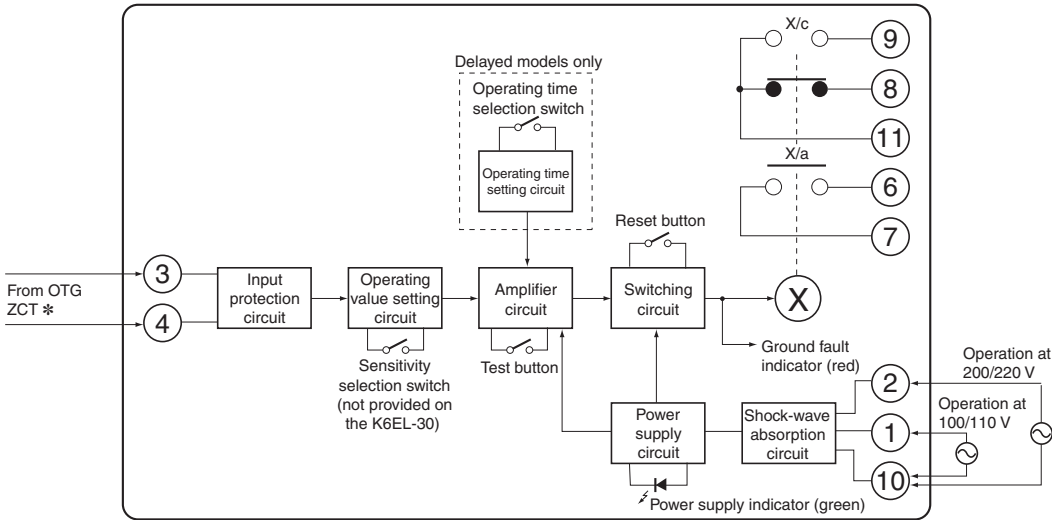 X/c
9
Delayed models only
Operating time
selection switch
8
11
X/a
Operating time
setting circuit
6
Reset button
7
3
From OTG
ZCT *
4
Input
protection
circuit
Operating
value setting
circuit
Amplifier
circuit
Switching
circuit
X
Sensitivity
selection switch
(not provided on
the K6EL-30)
Test button
Ground fault
indicator (red)
Operation at
200/220 V
2
Operation at
100/110 V
Power
supply
circuit
Shock-wave
absorption
circuit
1
10
Power supply indicator (green)